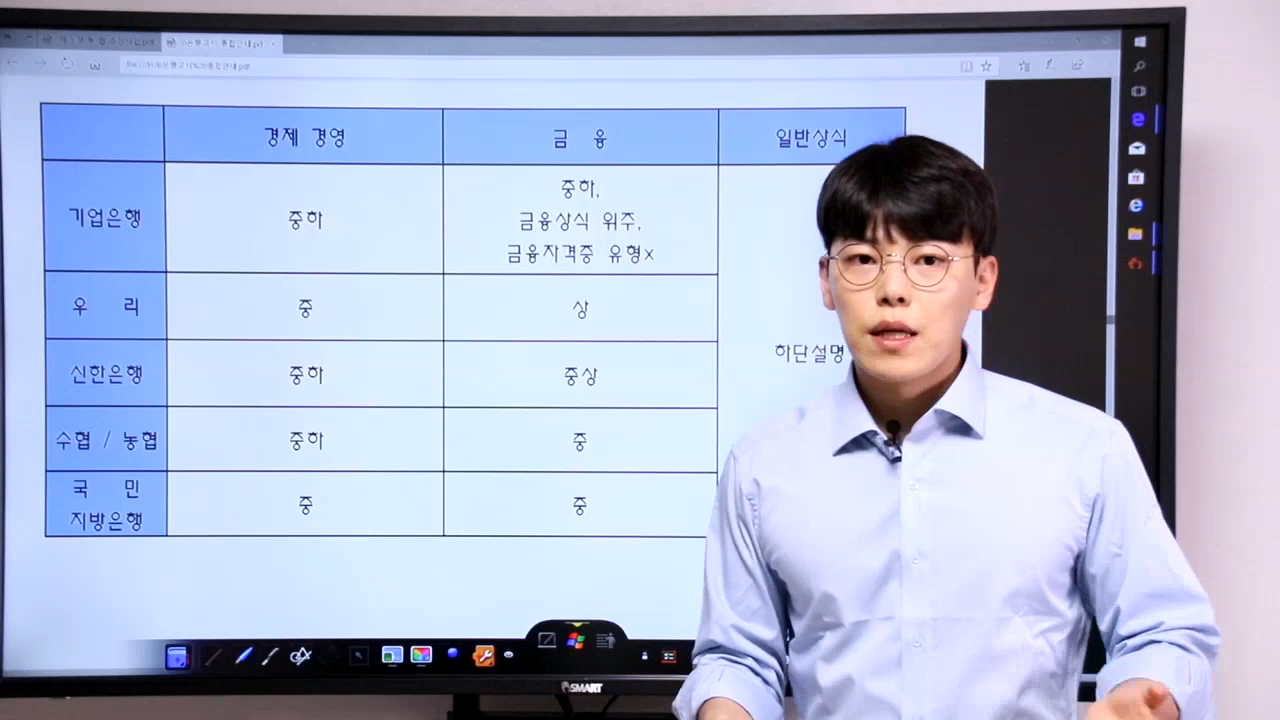 경제 경영
금 융
일반상식
기업은행
중하
중하,
금융상식 위주,
금융자격증 유형x
우 리
중
상
하단설명
신한은행
중하
중상
수협 / 농협
중하
중
국 민
지방은행
중
중
SMART